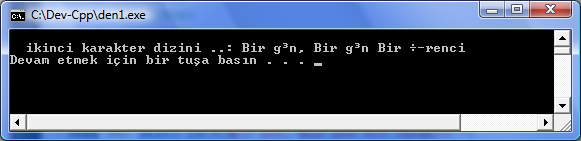 C:\Dev-Cpp\den1.exe
ikinci karakter dizini ..: Bir g³n, Bir g³n Bir ÷-renci
Devam etmek için bir tuşa basın . . . _